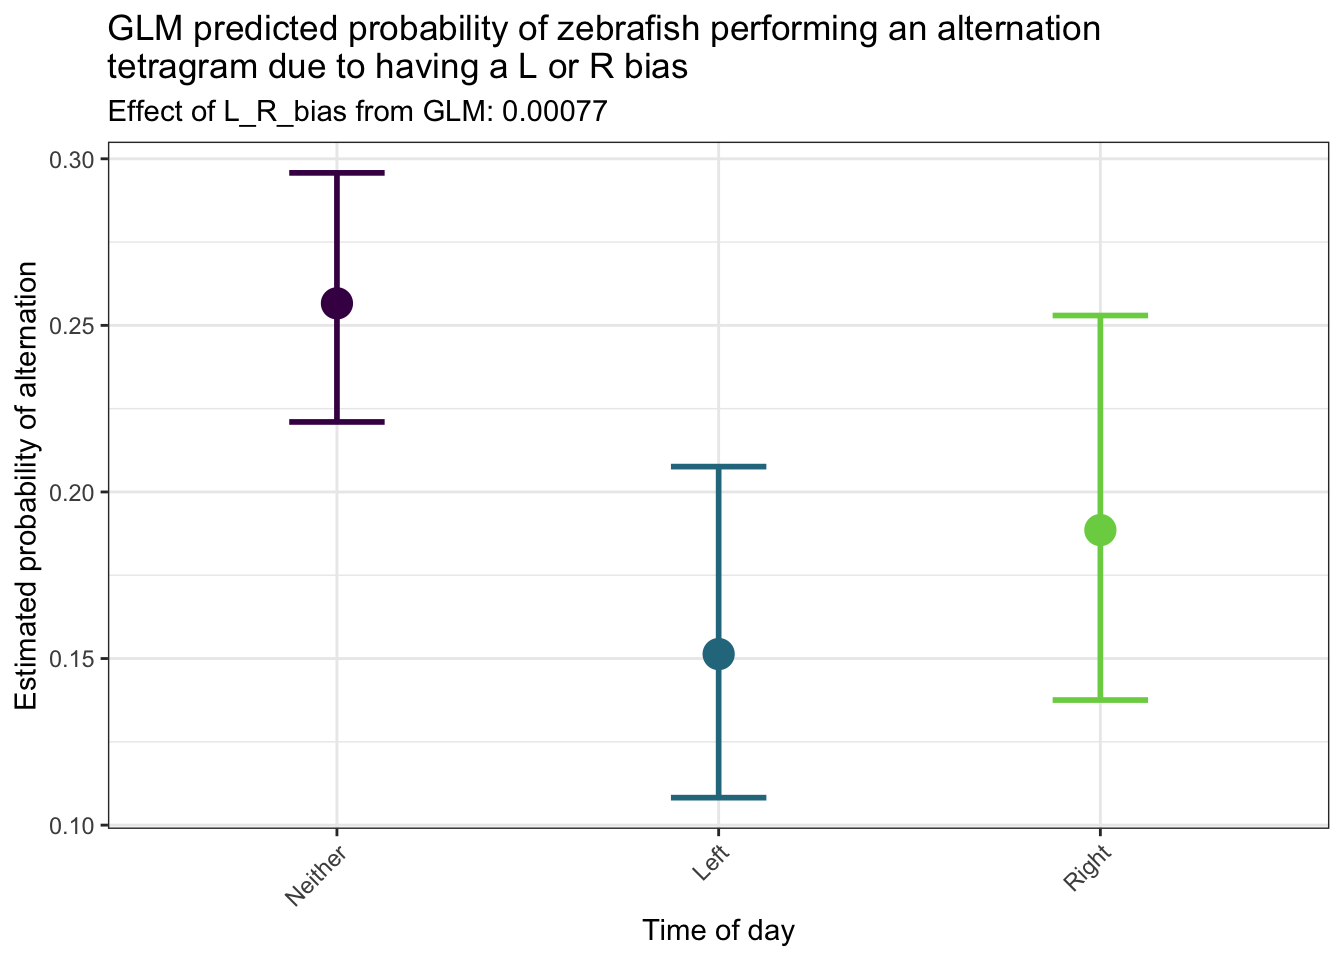 GLM predicted probability of zebrafish performing an alternation
tetragram due to having a L or R bias
Effect of L_R_bias from GLM: 0.00077
Estimated probability of alternation
0.30
0.25
0.20
0.15
0.10
Neither
Left
Right
Time of day